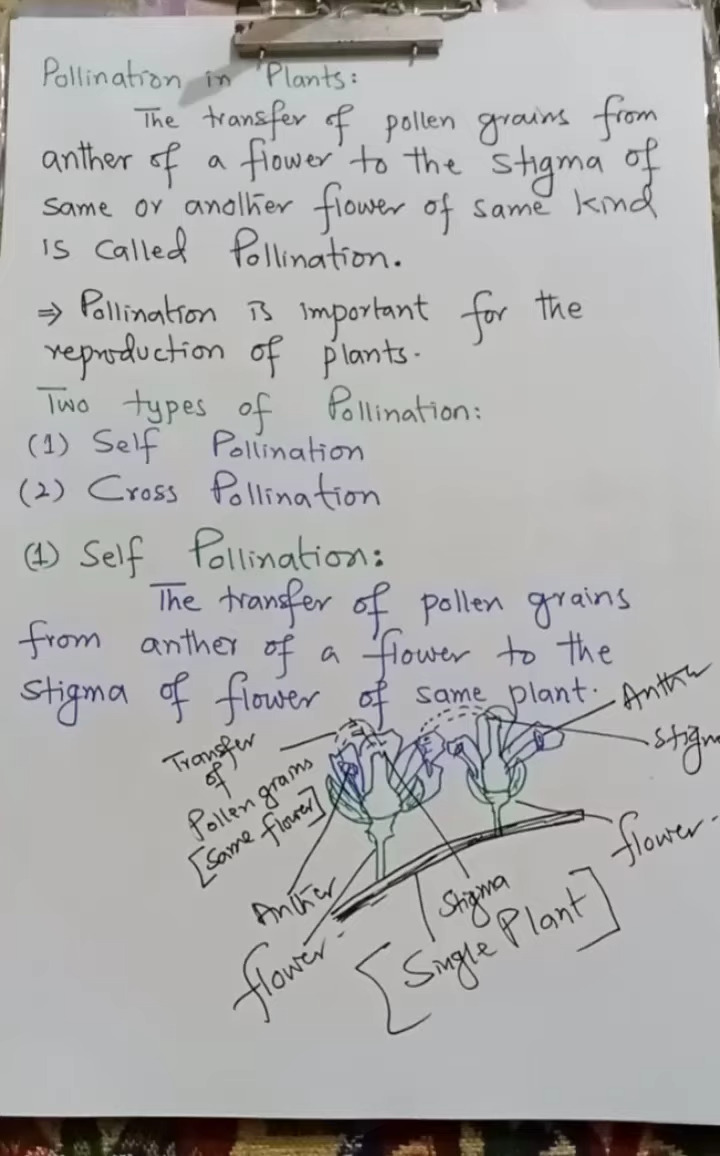 Pollination in Plants:
The transfer of pollen grains from
anther of a flower to the stigma of
same or another flower of same kind
is called Pollination.
⇒ Pollination is important for the
reproduction of plants.
Two types of Pollination:
(1) Self Pollination
(2) Cross Pollination
(1) Self Pollination:
The transfer of pollen grains
from anther of a flower to the
stigma of flower of same plant.
Transfer
of
Pollen grains
[Same flower]
Anther
Stigm
flower.
Anther
flower.
Stigma
[Single Plant]